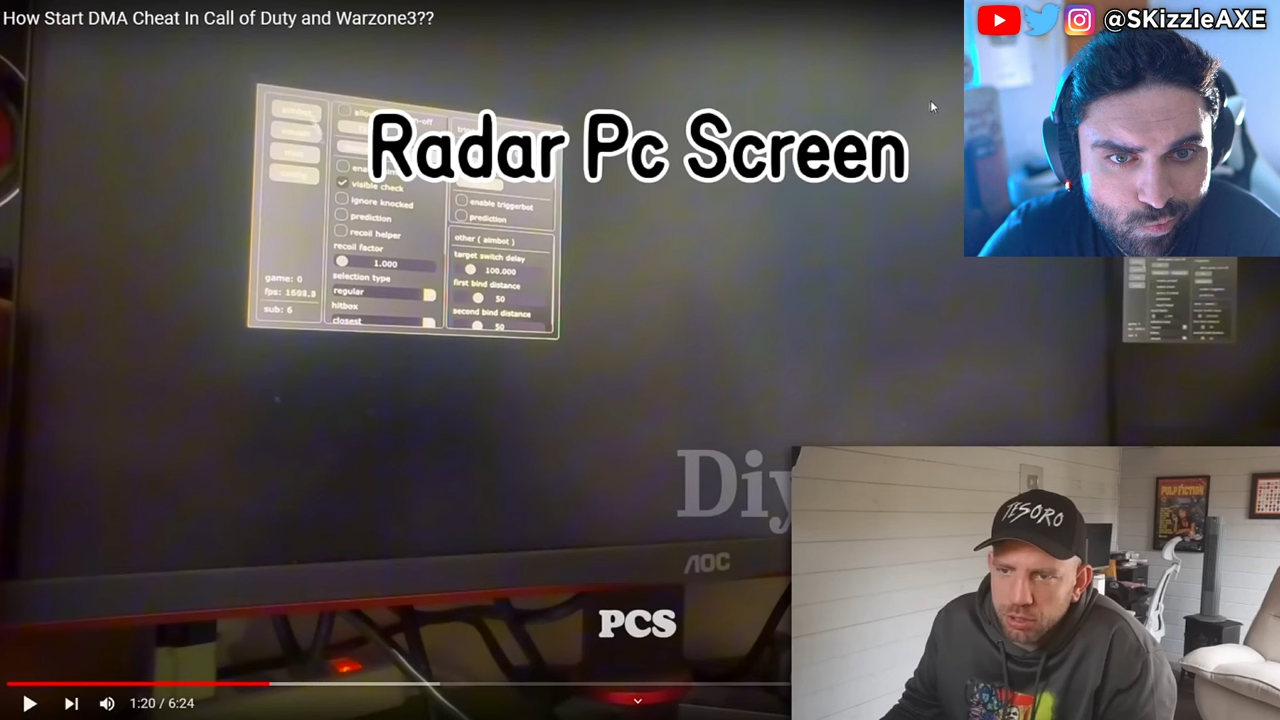 How Start DMA Cheat In Call of Duty and Warzone3??
@SKizzleAXE
Radar Pc Screen
visible check
ignore knocked
prediction
recoil helper
recoil factor
1.000
selection type
regular
hitbox
closest
enable triggerbot
prediction
other ( aimbot )
target switch delay
100.000
first bind distance
50
second bind distance
50
game: 0
fps: 1608.9
sub: 6
Diy
AOC
PCS
TESORO
PULP FICTION
1:20 / 6:24